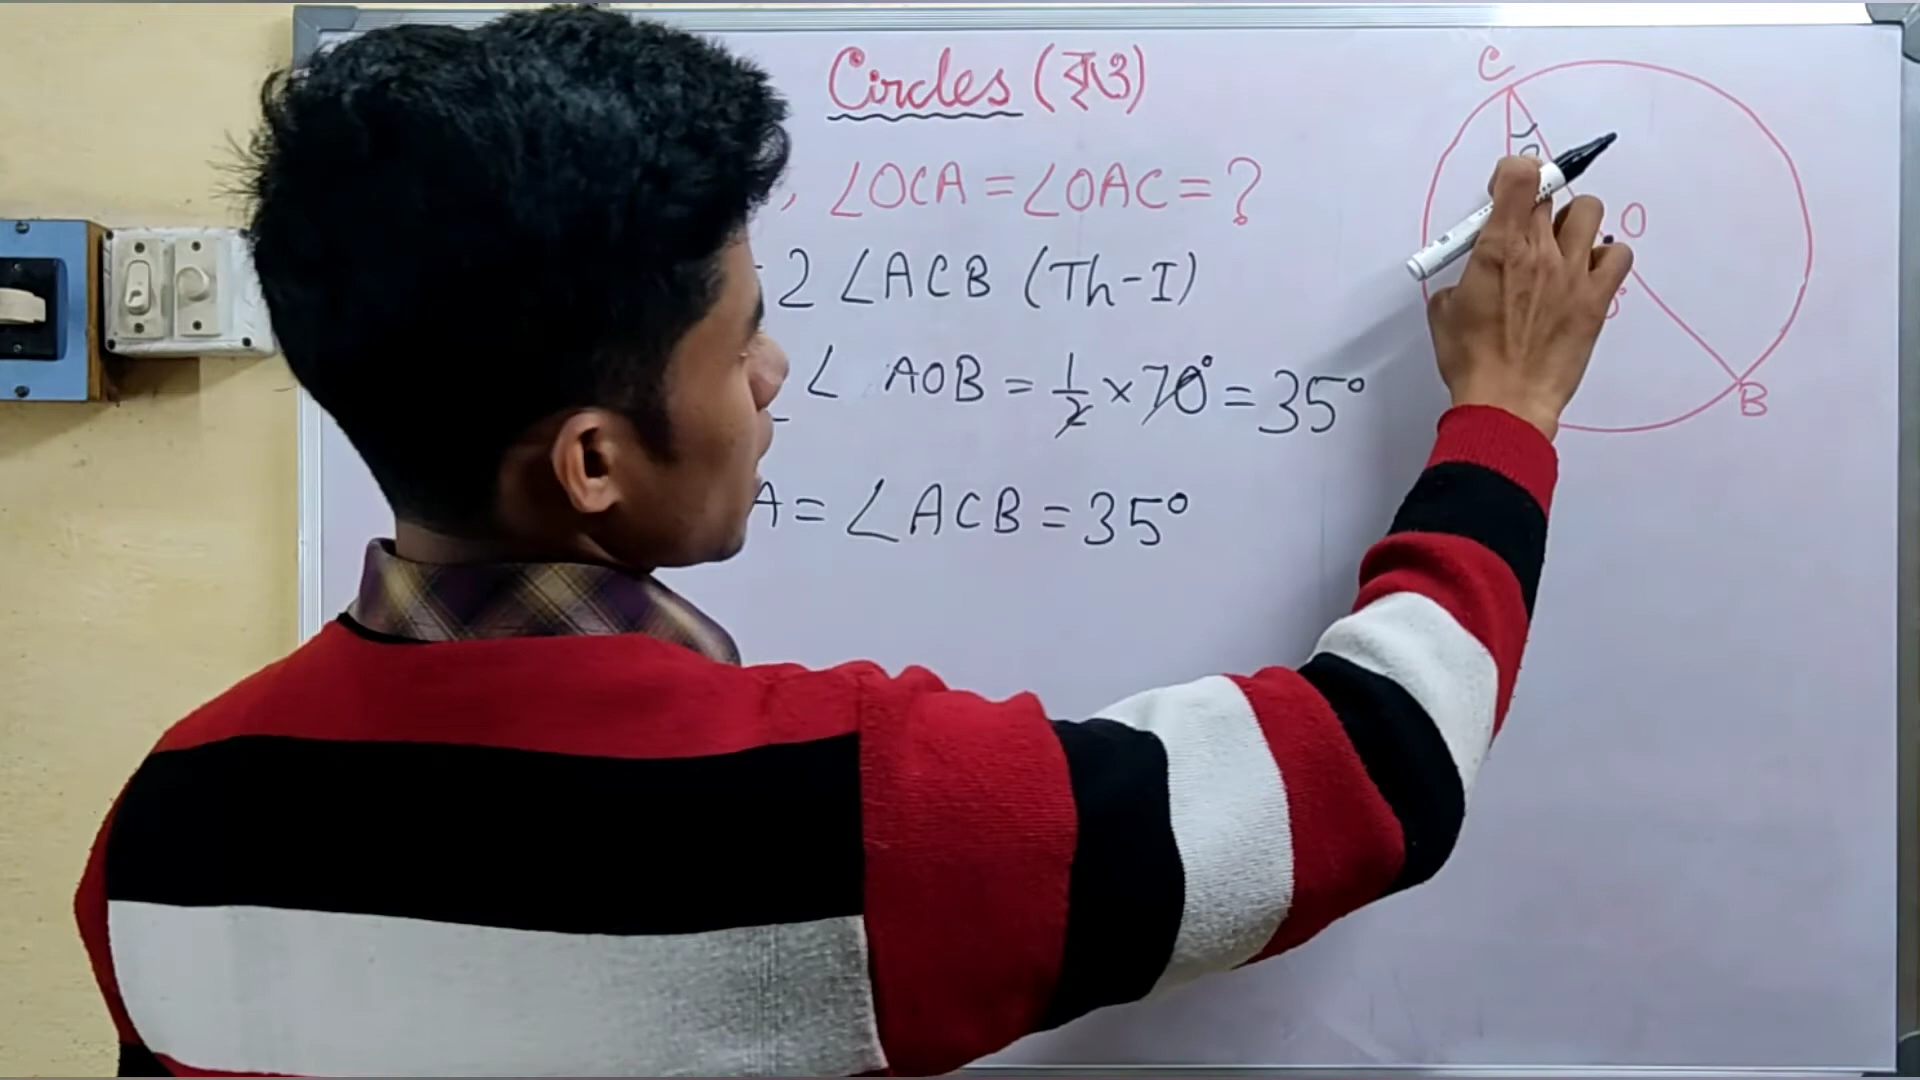 Circles (বৃত্ত)
, ∠OCA = ∠OAC = ?
= 2 ∠ACB (Th-I)
∠ AOB = 1/2 × 70° = 35°
A = ∠ACB = 35°
C
O
B